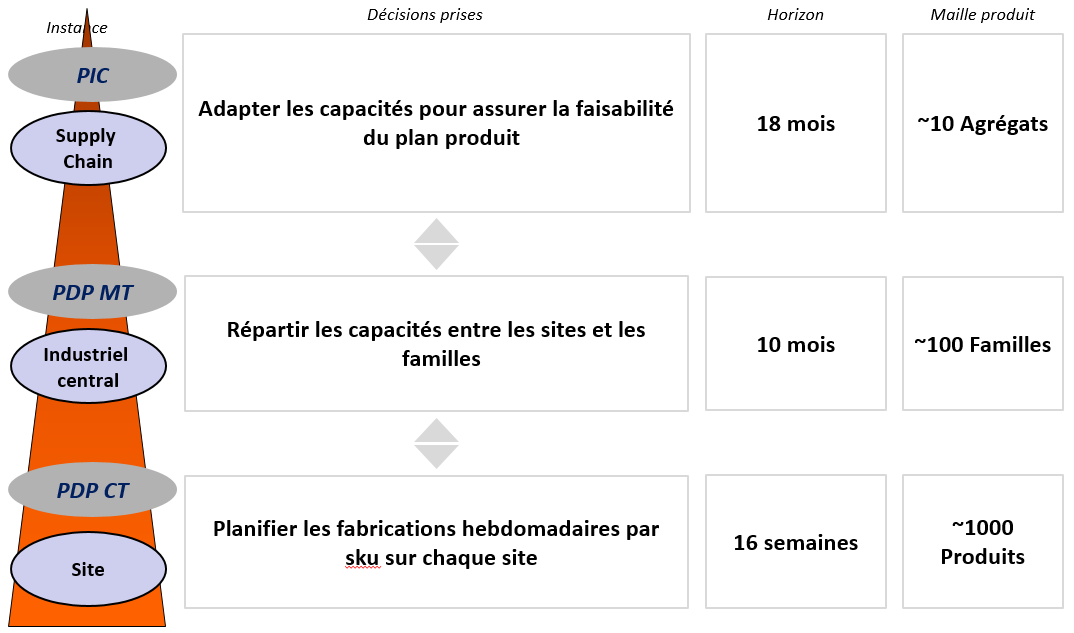 Instance
Décisions prises
Horizon
Maille produit
PIC
Supply
Chain
Adapter les capacités pour assurer la faisabilité
du plan produit
18 mois
~10 Agrégats
PDP MT
Industriel
central
Répartir les capacités entre les sites et les
familles
10 mois
~100 Familles
PDP CT
Site
Planifier les fabrications hebdomadaires par
sku sur chaque site
16 semaines
~1000
Produits